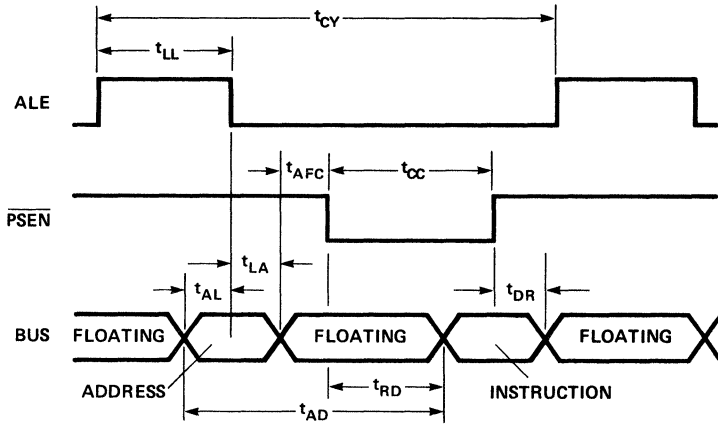 tCY
tLL
ALE
tAFC
tCC
PSEN
tLA
tAL
tDR
BUS
FLOATING
FLOATING
FLOATING
ADDRESS
tRD
INSTRUCTION
tAD